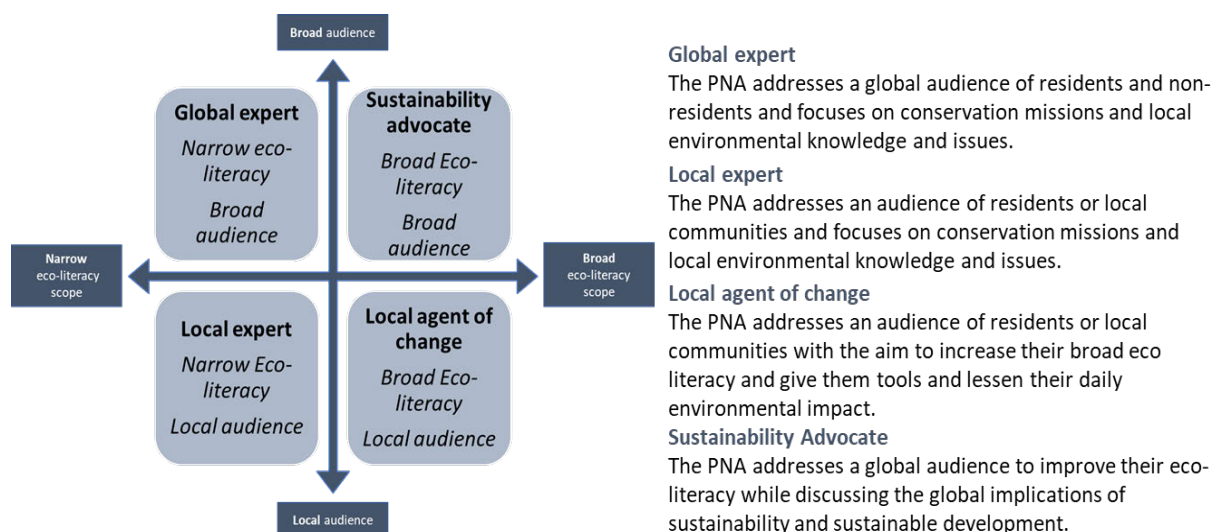 Broad audience
Global expert
Narrow eco-
literacy
Broad
audience
Sustainability
advocate
Broad Eco-
literacy
Broad
audience
Narrow
eco-literacy
scope
Broad
eco-literacy
scope
Local expert
Narrow Eco-
literacy
Local audience
Local agent of
change
Broad Eco-
literacy
Local audience
Local audience
Global expert
The PNA addresses a global audience of residents and non-
residents and focuses on conservation missions and local
environmental knowledge and issues.
Local expert
The PNA addresses an audience of residents or local
communities and focuses on conservation missions and
local environmental knowledge and issues.
Local agent of change
The PNA addresses an audience of residents or local
communities with the aim to increase their broad eco
literacy and give them tools and lessen their daily
environmental impact.
Sustainability Advocate
The PNA addresses a global audience to improve their eco-
literacy while discussing the global implications of
sustainability and sustainable development.